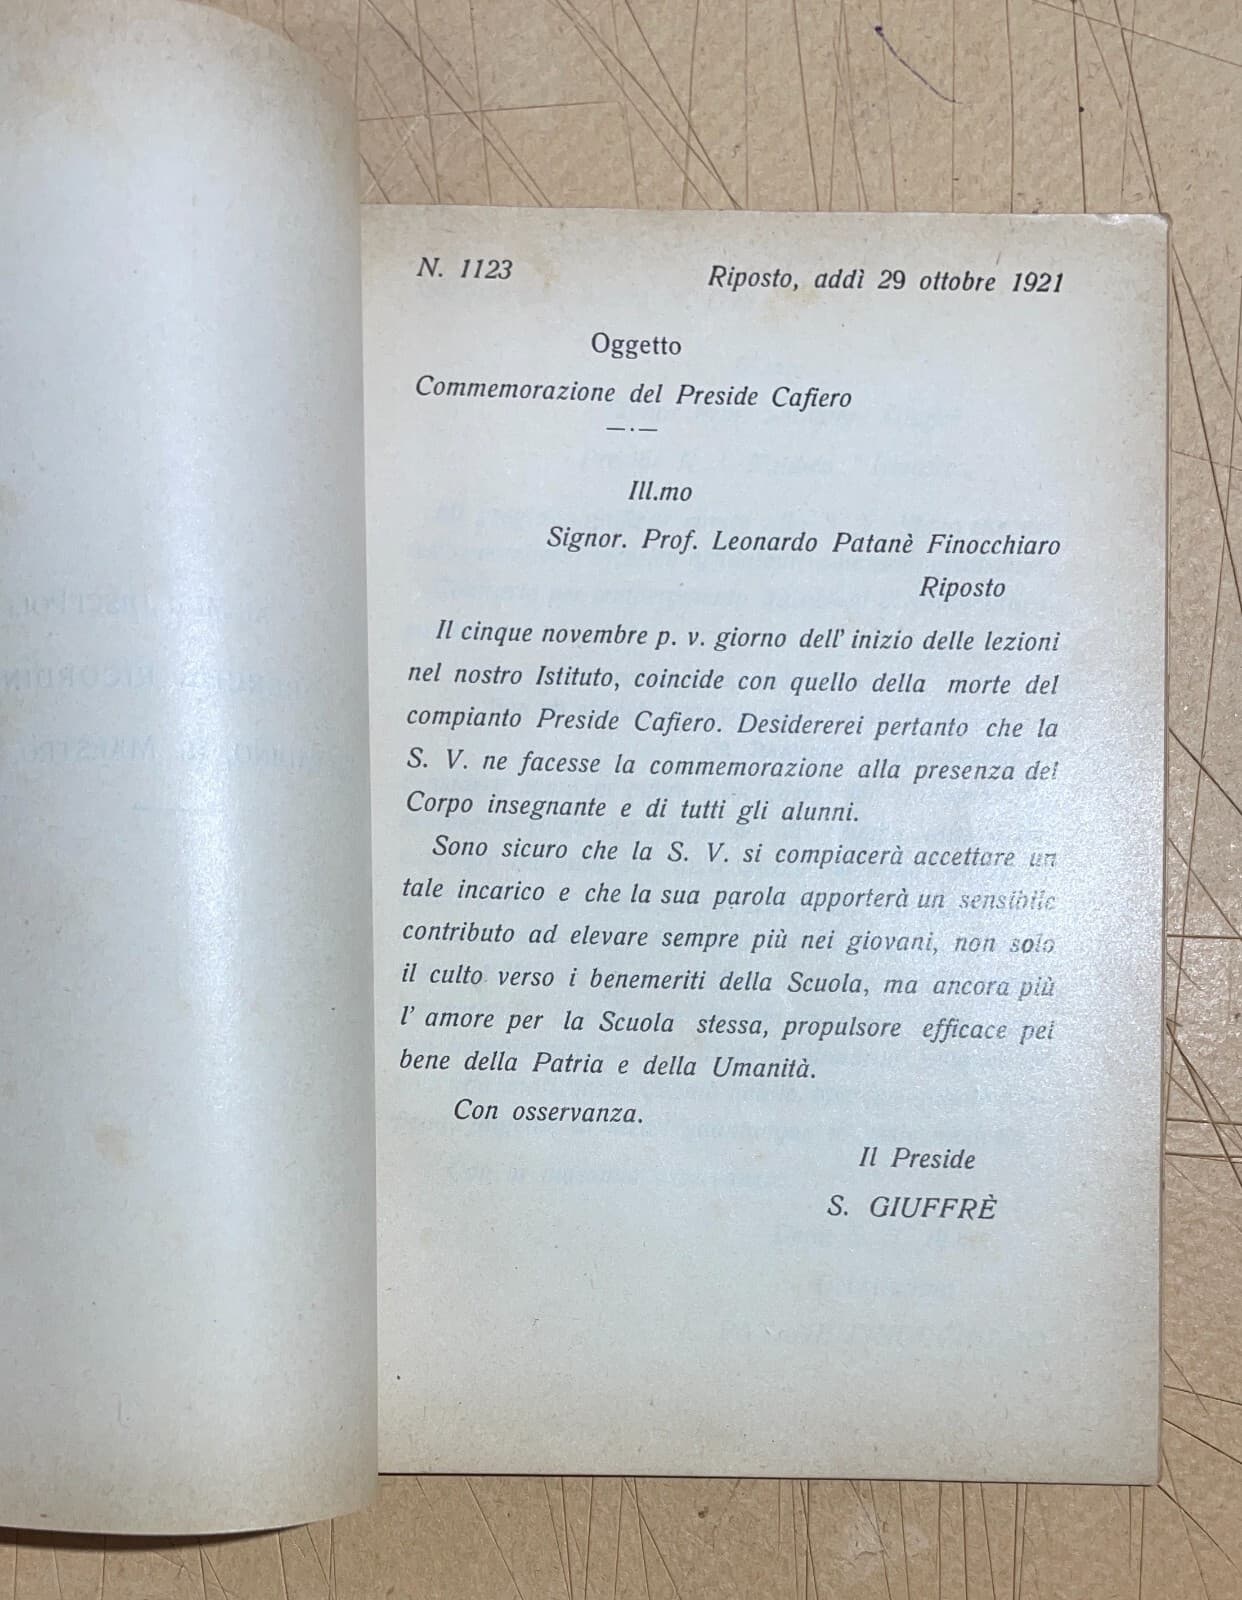 N. 1123
Riposto, addì 29 ottobre 1921
Oggetto
Commemorazione del Preside Cafiero
Ill.mo
Signor. Prof. Leonardo Patanè Finocchiaro
Riposto
Il cinque novembre p. v. giorno dell' inizio delle lezioni
nel nostro Istituto, coincide con quello della morte del
compianto Preside Cafiero. Desidererei pertanto che la
S. V. ne facesse la commemorazione alla presenza del
Corpo insegnante e di tutti gli alunni.
Sono sicuro che la S. V. si compiacerà accettare un
tale incarico e che la sua parola apporterà un sensibile
contributo ad elevare sempre più nei giovani, non solo
il culto verso i benemeriti della Scuola, ma ancora più
l' amore per la Scuola stessa, propulsore efficace pel
bene della Patria e della Umanità.
Con osservanza.
Il Preside
S. GIUFFRÈ